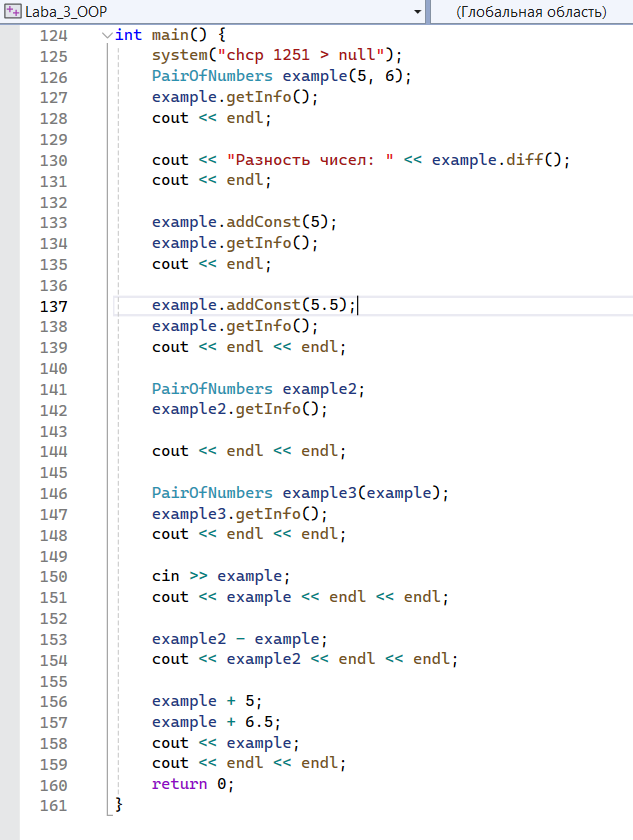 Laba_3_OOP (Глобальная область)
124 int main() {
125 system("chcp 1251 > null");
126 PairOfNumbers example(5, 6);
127 example.getInfo();
128 cout << endl;
129
130 cout << "Разность чисел: " << example.diff();
131 cout << endl;
132
133 example.addConst(5);
134 example.getInfo();
135 cout << endl;
136
137 example.addConst(5.5);
138 example.getInfo();
139 cout << endl << endl;
140
141 PairOfNumbers example2;
142 example2.getInfo();
143
144 cout << endl << endl;
145
146 PairOfNumbers example3(example);
147 example3.getInfo();
148 cout << endl << endl;
149
150 cin >> example;
151 cout << example << endl << endl;
152
153 example2 - example;
154 cout << example2 << endl << endl;
155
156 example + 5;
157 example + 6.5;
158 cout << example;
159 cout << endl << endl;
160 return 0;
161 }